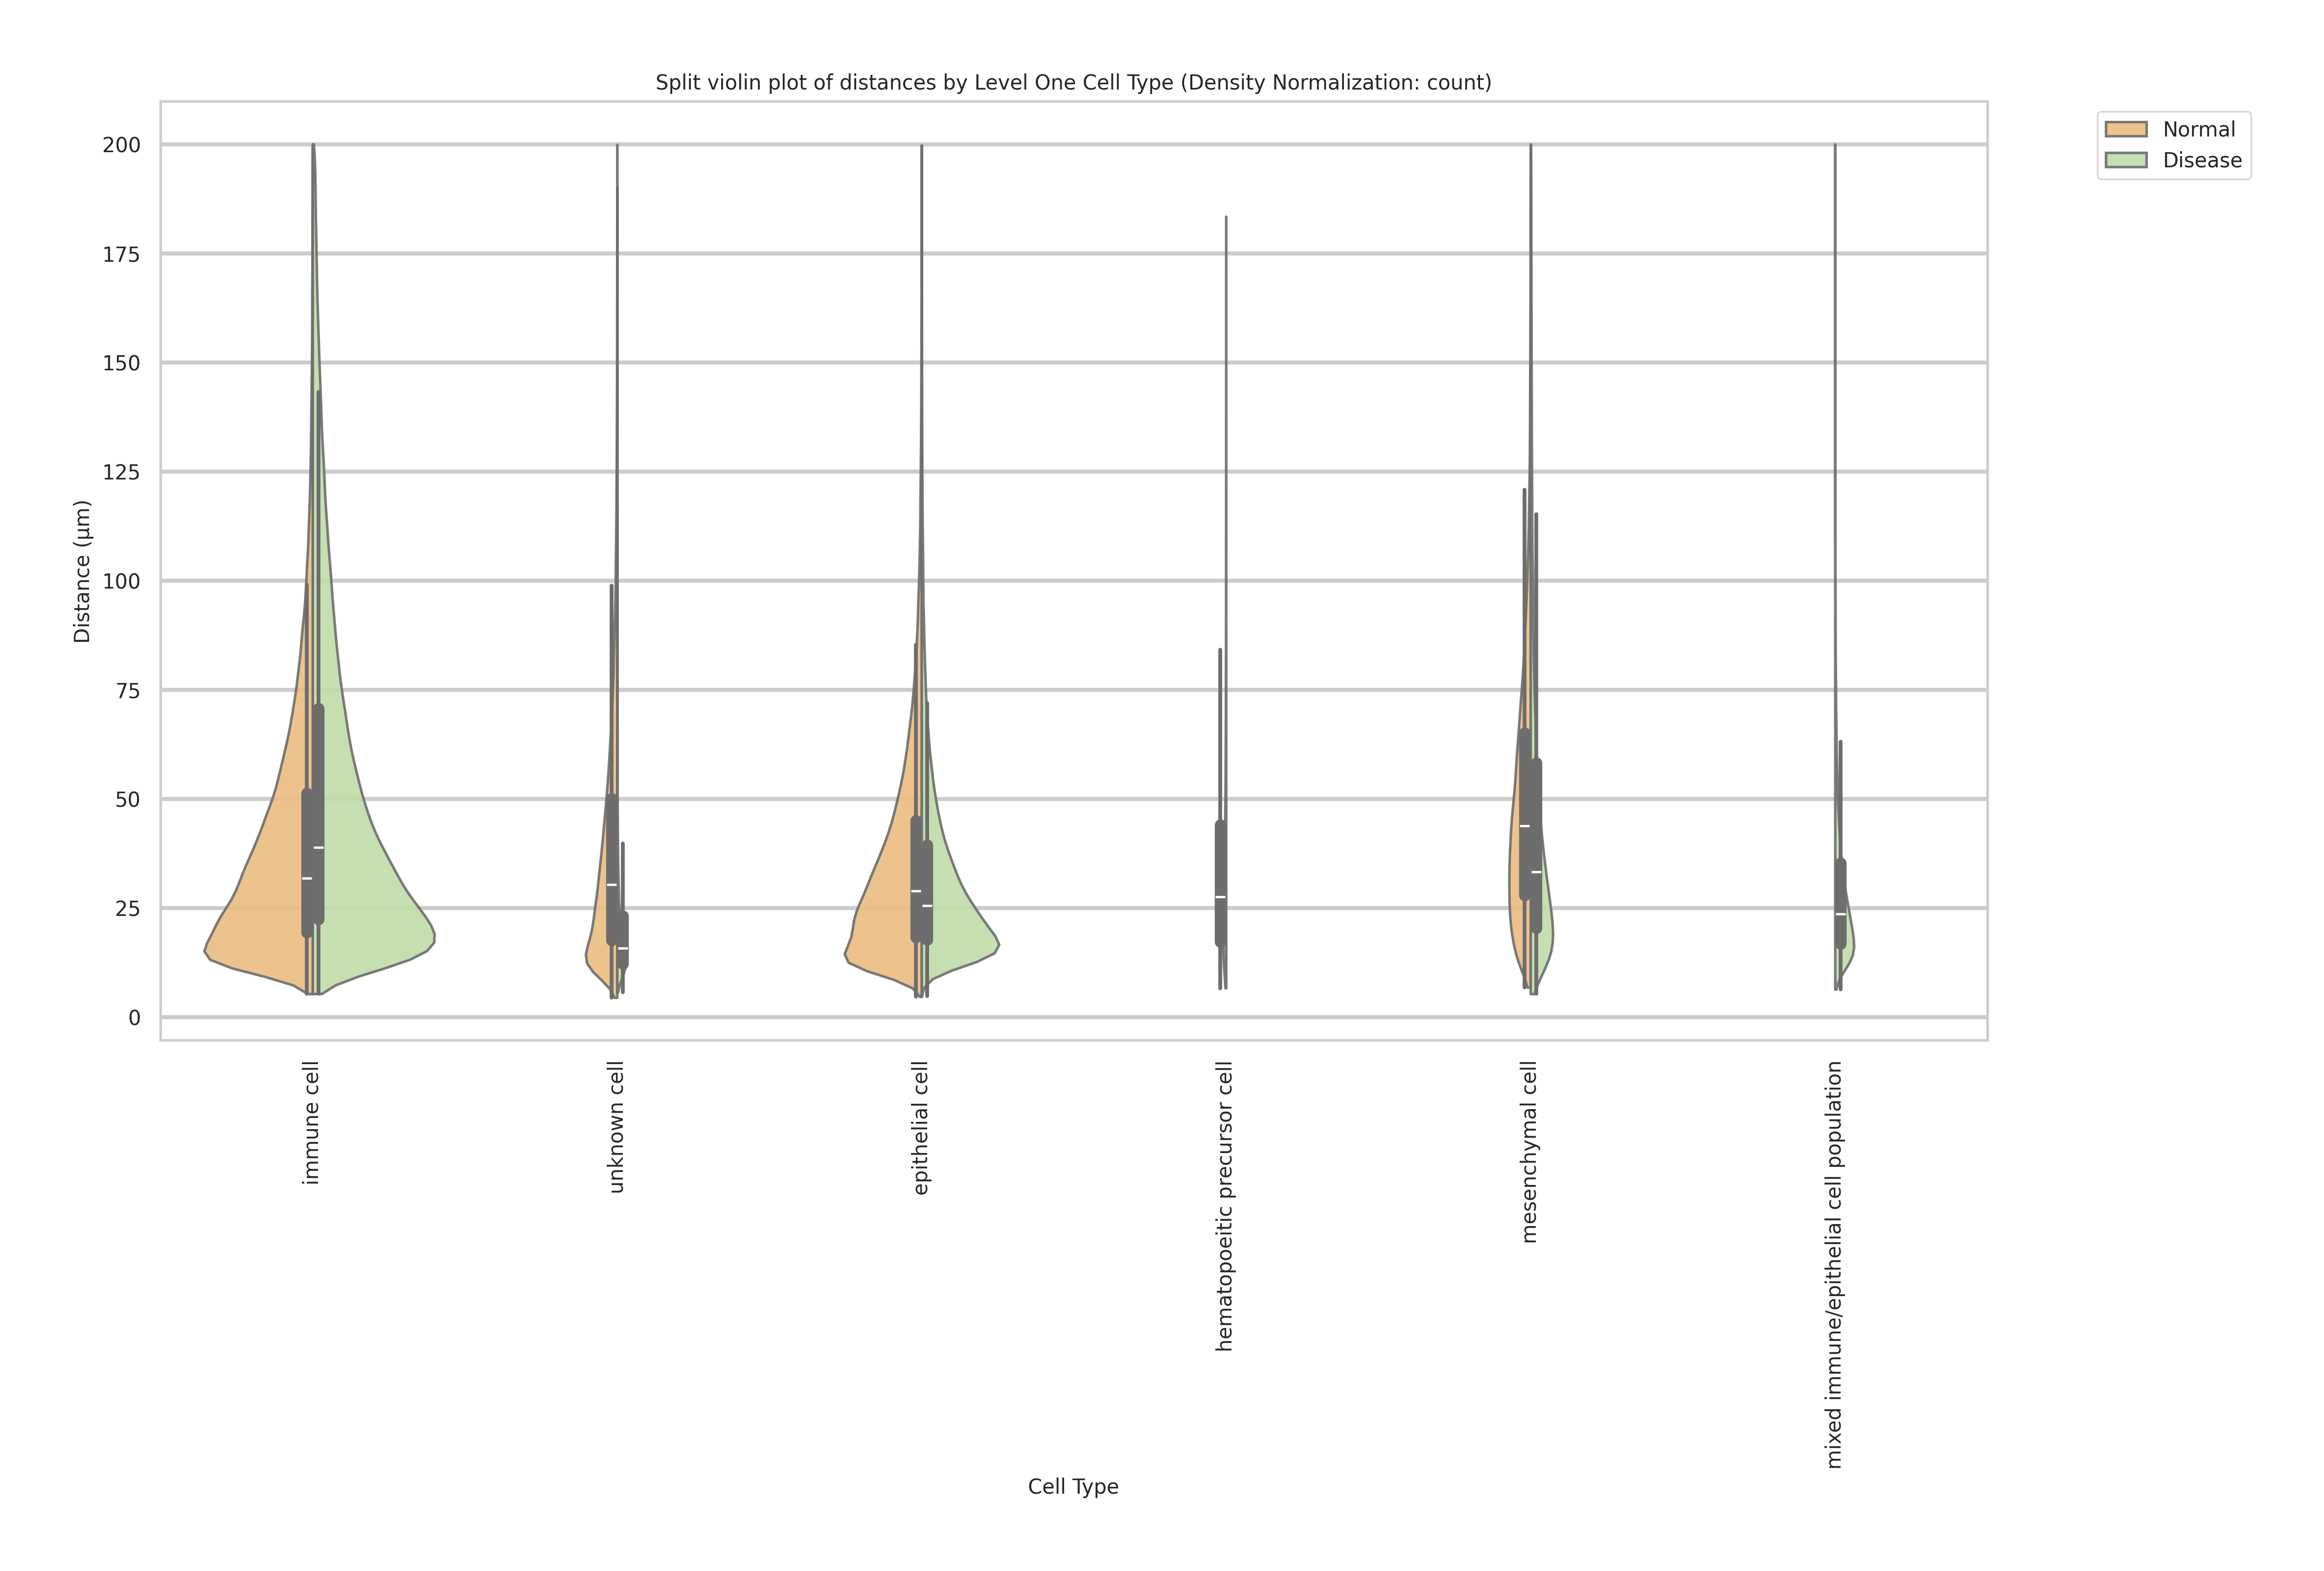 Split violin plot of distances by Level One Cell Type (Density Normalization: count)
Normal
Disease
200
175
150
125
100
75
50
25
0
Distance (μm)
immune cell
unknown cell
epithelial cell
hematopoeitic precursor cell
mesenchymal cell
mixed immune/epithelial cell population
Cell Type